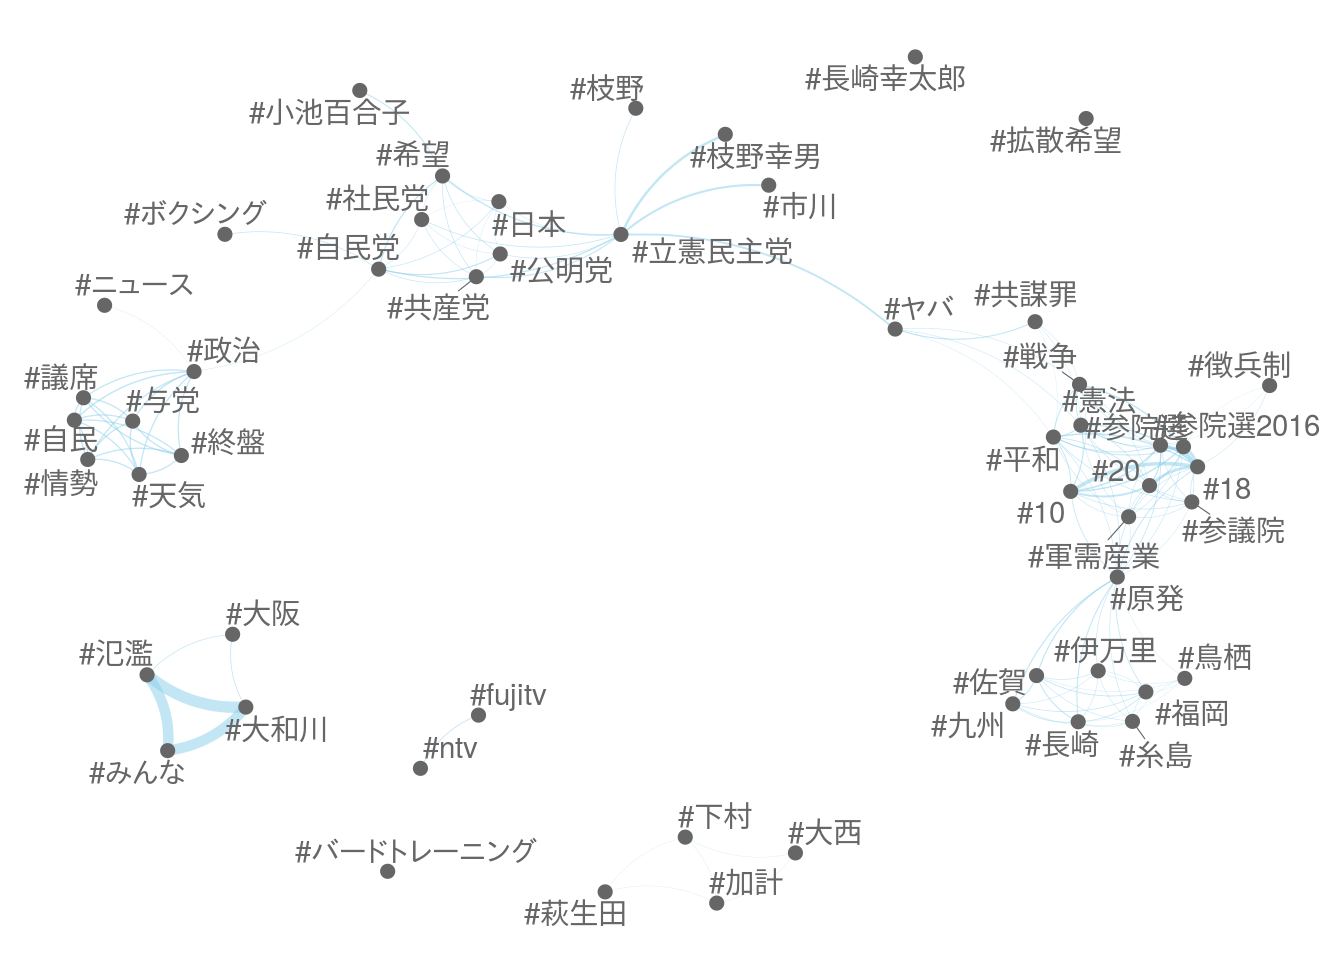 #長崎幸太郎
#枝野
#小池百合子
#拡散希望
#希望
#枝野幸男
#社民党
#市川
#ボクシング
#日本
#自民党
#立憲民主党
#公明党
#ニュース
#共産党
#ヤバ
#共謀罪
#政治
#戦争
#徴兵制
#議席
#与党
#憲法
#参院選
#参院選2016
#自民
#終盤
#平和
#20
#情勢
#天気
#18
#10
#参議院
#軍需産業
#原発
#大阪
#氾濫
#伊万里
#鳥栖
#佐賀
#fujitv
#福岡
#大和川
#九州
#ntv
#長崎
#糸島
#みんな
#下村
#大西
#バードトレーニング
#加計
#萩生田